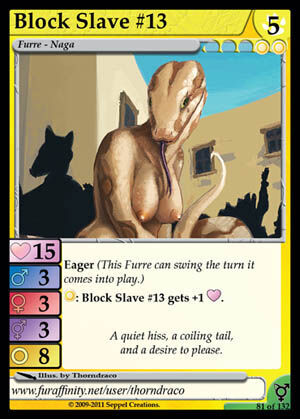 Block Slave #13
5
Furre - Naga
15
3
3
3
8
Eager (This Furre can swing the turn it
comes into play.)
: Block Slave #13 gets +1 .
A quiet hiss, a coiling tail,
and a desire to please.
Illus. by Thorndraco
www.furaffinity.net/user/thorndraco
© 2009-2011 Seppel Creations.
81 of 132